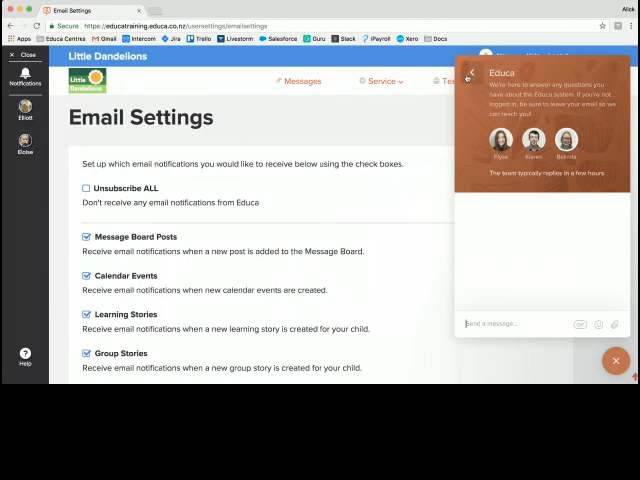 Alick
Email Settings
Secure https://educatraining.educa.co.nz/usersettings/emailsettings
Apps Educa Centres Gmail Intercom Jira Trello Livestorm Salesforce Guru Slack iPayroll Xero Docs
Close
Little Dandelions
Notifications
Little
Dandelions
Messages
Service
Elliott
Eloise
Help
Email Settings
Set up which email notifications you would like to receive below using the check boxes.
Unsubscribe ALL
Don't receive any email notifications from Educa
Message Board Posts
Receive email notifications when a new post is added to the Message Board.
Calendar Events
Receive email notifications when new calendar events are created.
Learning Stories
Receive email notifications when a new learning story is created for your child.
Group Stories
Receive email notifications when a new group story is created for your child.
Educa
We're here to answer any questions you
have about the Educa system. If you're not
logged in, be sure to leave your email so we
can reach you!
Elyse Kieren Belinda
The team typically replies in a few hours.
Send a message...
GIF